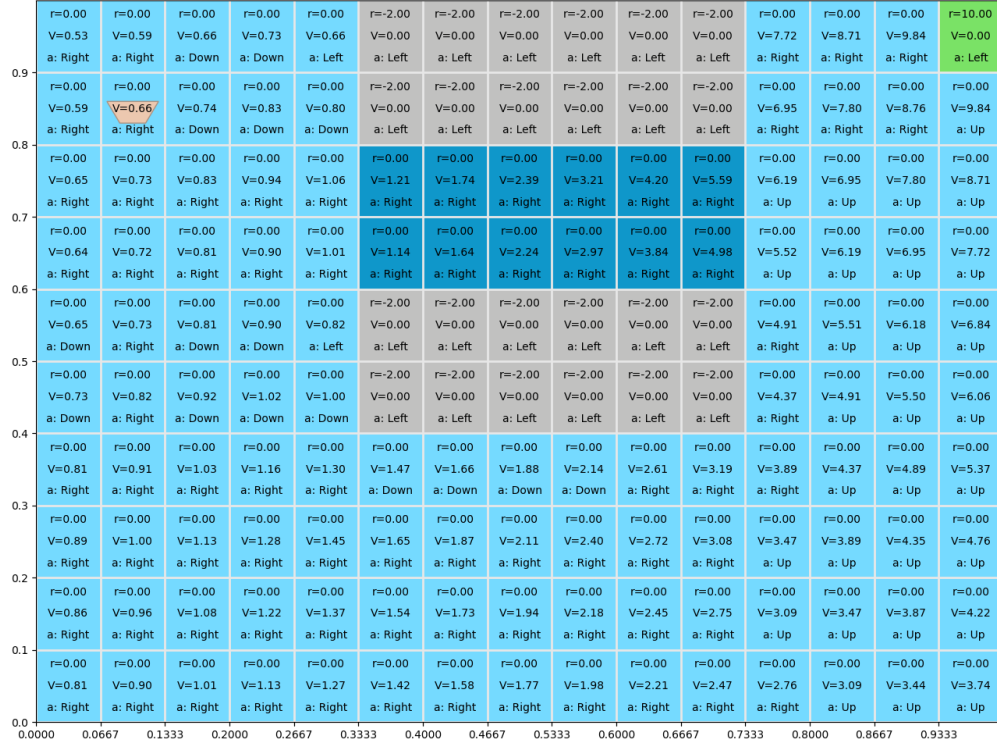 r=0.00 r=0.00 r=0.00 r=0.00 r=0.00 r=-2.00 r=-2.00 r=-2.00 r=-2.00 r=-2.00 r=-2.00 r=0.00 r=0.00 r=0.00 r=10.00
V=0.53 V=0.59 V=0.66 V=0.73 V=0.66 V=0.00 V=0.00 V=0.00 V=0.00 V=0.00 V=0.00 V=7.72 V=8.71 V=9.84 V=0.00
a: Right a: Right a: Down a: Down a: Left a: Left a: Left a: Left a: Left a: Left a: Left a: Right a: Right a: Right a: Left
0.9
r=0.00 r=0.00 r=0.00 r=0.00 r=0.00 r=-2.00 r=-2.00 r=-2.00 r=-2.00 r=-2.00 r=-2.00 r=0.00 r=0.00 r=0.00 r=0.00
V=0.59 V=0.66 V=0.74 V=0.83 V=0.80 V=0.00 V=0.00 V=0.00 V=0.00 V=0.00 V=0.00 V=6.95 V=7.80 V=8.76 V=9.84
a: Right a: Right a: Down a: Down a: Down a: Left a: Left a: Left a: Left a: Left a: Left a: Right a: Right a: Right a: Up
0.8
r=0.00 r=0.00 r=0.00 r=0.00 r=0.00 r=0.00 r=0.00 r=0.00 r=0.00 r=0.00 r=0.00 r=0.00 r=0.00 r=0.00 r=0.00
V=0.65 V=0.73 V=0.83 V=0.94 V=1.06 V=1.21 V=1.74 V=2.39 V=3.21 V=4.20 V=5.59 V=6.19 V=6.95 V=7.80 V=8.71
a: Right a: Right a: Right a: Right a: Right a: Right a: Right a: Right a: Right a: Right a: Right a: Up a: Up a: Up a: Up
0.7
r=0.00 r=0.00 r=0.00 r=0.00 r=0.00 r=0.00 r=0.00 r=0.00 r=0.00 r=0.00 r=0.00 r=0.00 r=0.00 r=0.00 r=0.00
V=0.64 V=0.72 V=0.81 V=0.90 V=1.01 V=1.14 V=1.64 V=2.24 V=2.97 V=3.84 V=4.98 V=5.52 V=6.19 V=6.95 V=7.72
a: Right a: Right a: Right a: Right a: Right a: Right a: Right a: Right a: Right a: Right a: Right a: Up a: Up a: Up a: Up
0.6
r=0.00 r=0.00 r=0.00 r=0.00 r=0.00 r=-2.00 r=-2.00 r=-2.00 r=-2.00 r=-2.00 r=-2.00 r=0.00 r=0.00 r=0.00 r=0.00
V=0.65 V=0.73 V=0.81 V=0.90 V=0.82 V=0.00 V=0.00 V=0.00 V=0.00 V=0.00 V=0.00 V=4.91 V=5.51 V=6.18 V=6.84
a: Down a: Right a: Down a: Down a: Left a: Left a: Left a: Left a: Left a: Left a: Left a: Right a: Up a: Up a: Up
0.5
r=0.00 r=0.00 r=0.00 r=0.00 r=0.00 r=-2.00 r=-2.00 r=-2.00 r=-2.00 r=-2.00 r=-2.00 r=0.00 r=0.00 r=0.00 r=0.00
V=0.73 V=0.82 V=0.92 V=1.02 V=1.00 V=0.00 V=0.00 V=0.00 V=0.00 V=0.00 V=0.00 V=4.37 V=4.91 V=5.50 V=6.06
a: Down a: Right a: Down a: Down a: Down a: Left a: Left a: Left a: Left a: Left a: Left a: Right a: Up a: Up a: Up
0.4
r=0.00 r=0.00 r=0.00 r=0.00 r=0.00 r=0.00 r=0.00 r=0.00 r=0.00 r=0.00 r=0.00 r=0.00 r=0.00 r=0.00 r=0.00
V=0.81 V=0.91 V=1.03 V=1.16 V=1.30 V=1.47 V=1.66 V=1.88 V=2.14 V=2.61 V=3.19 V=3.89 V=4.37 V=4.89 V=5.37
a: Right a: Right a: Right a: Right a: Right a: Down a: Down a: Down a: Down a: Right a: Right a: Right a: Up a: Up a: Up
0.3
r=0.00 r=0.00 r=0.00 r=0.00 r=0.00 r=0.00 r=0.00 r=0.00 r=0.00 r=0.00 r=0.00 r=0.00 r=0.00 r=0.00 r=0.00
V=0.89 V=1.00 V=1.13 V=1.28 V=1.45 V=1.65 V=1.87 V=2.11 V=2.40 V=2.72 V=3.08 V=3.47 V=3.89 V=4.35 V=4.76
a: Right a: Right a: Right a: Right a: Right a: Right a: Right a: Right a: Right a: Right a: Right a: Up a: Up a: Up a: Up
0.2
r=0.00 r=0.00 r=0.00 r=0.00 r=0.00 r=0.00 r=0.00 r=0.00 r=0.00 r=0.00 r=0.00 r=0.00 r=0.00 r=0.00 r=0.00
V=0.86 V=0.96 V=1.08 V=1.22 V=1.37 V=1.54 V=1.73 V=1.94 V=2.18 V=2.45 V=2.75 V=3.09 V=3.47 V=3.87 V=4.22
a: Right a: Right a: Right a: Right a: Right a: Right a: Right a: Right a: Right a: Right a: Right a: Up a: Up a: Up a: Up
0.1
r=0.00 r=0.00 r=0.00 r=0.00 r=0.00 r=0.00 r=0.00 r=0.00 r=0.00 r=0.00 r=0.00 r=0.00 r=0.00 r=0.00 r=0.00
V=0.81 V=0.90 V=1.01 V=1.13 V=1.27 V=1.42 V=1.58 V=1.77 V=1.98 V=2.21 V=2.47 V=2.76 V=3.09 V=3.44 V=3.74
a: Right a: Right a: Right a: Right a: Right a: Right a: Right a: Right a: Right a: Right a: Right a: Right a: Up a: Up a: Up
0.0
0.0000 0.0667 0.1333 0.2000 0.2667 0.3333 0.4000 0.4667 0.5333 0.6000 0.6667 0.7333 0.8000 0.8667 0.9333